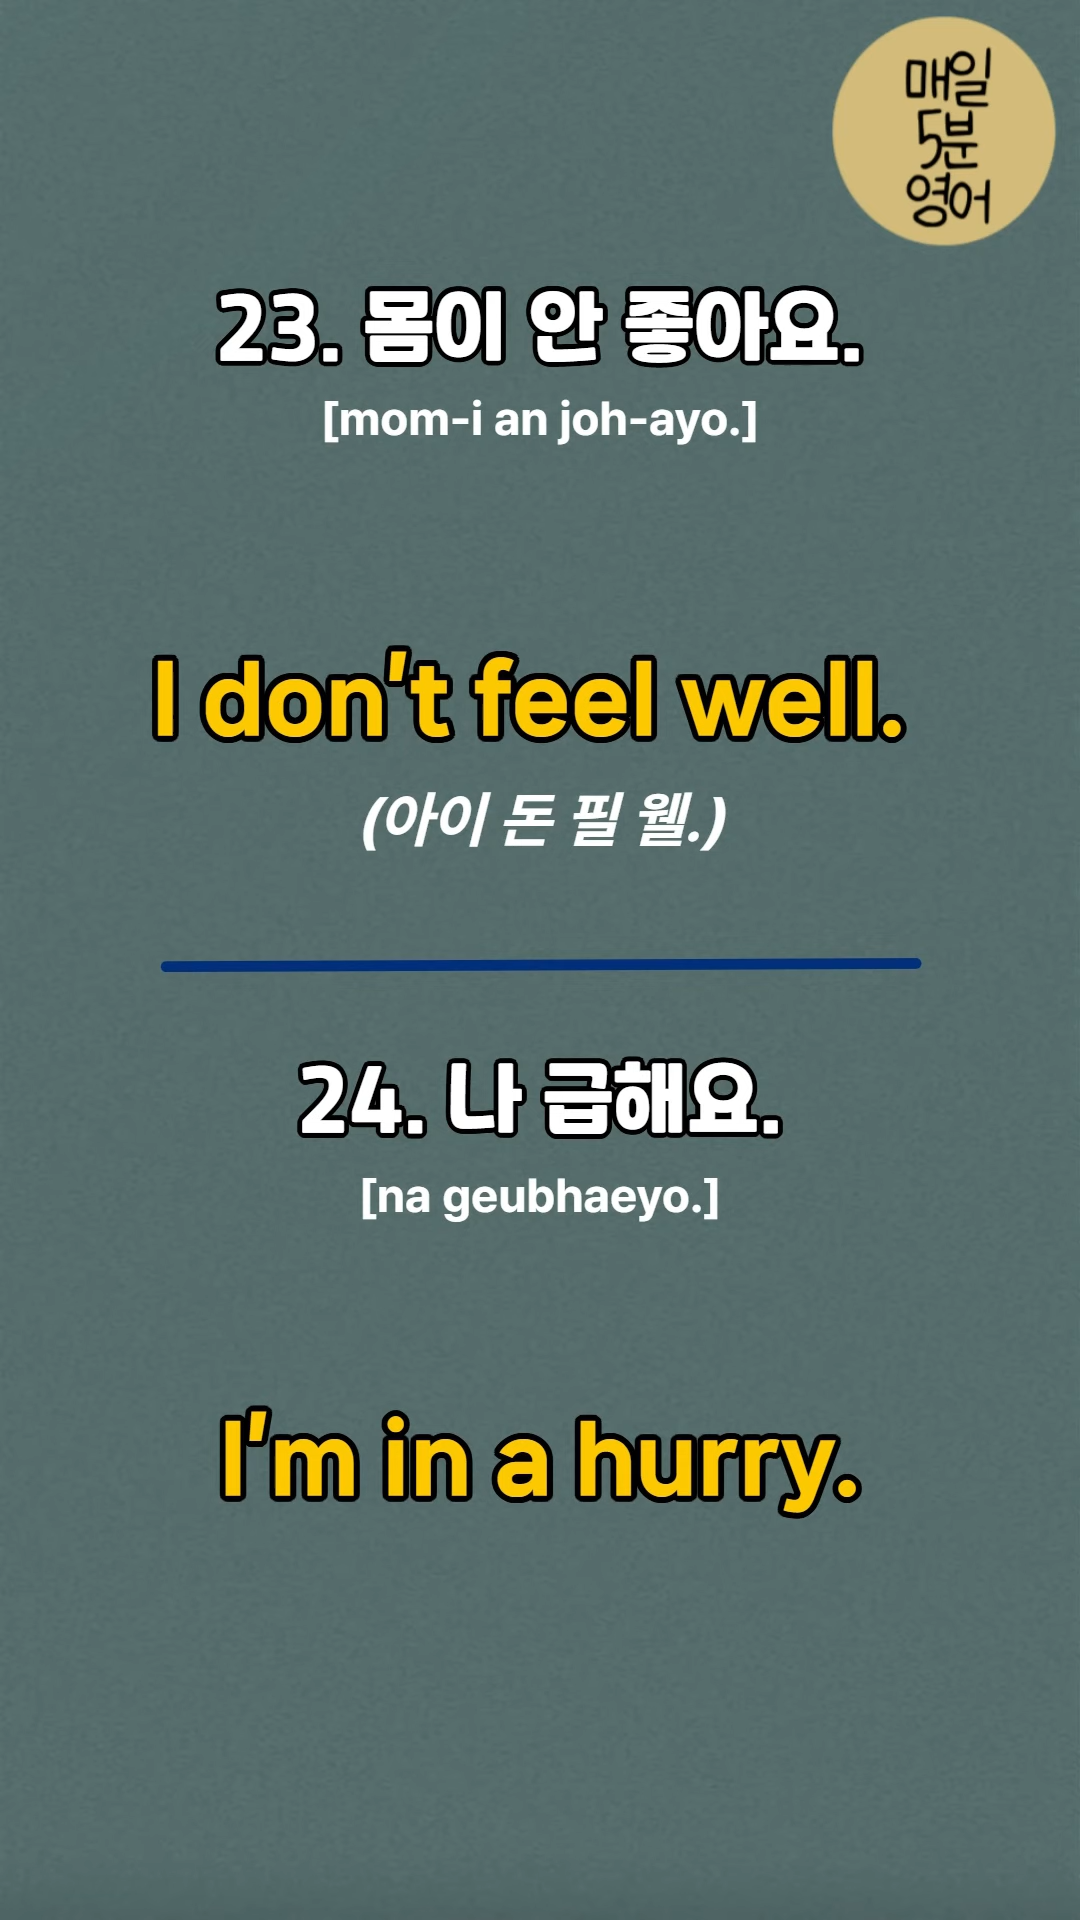 매일
5분
영어
23. 몸이 안 좋아요.
[mom-i an joh-ayo.]
I don't feel well.
(아이 돈 필 웰.)
24. 나 급해요.
[na geubhaeyo.]
I'm in a hurry.